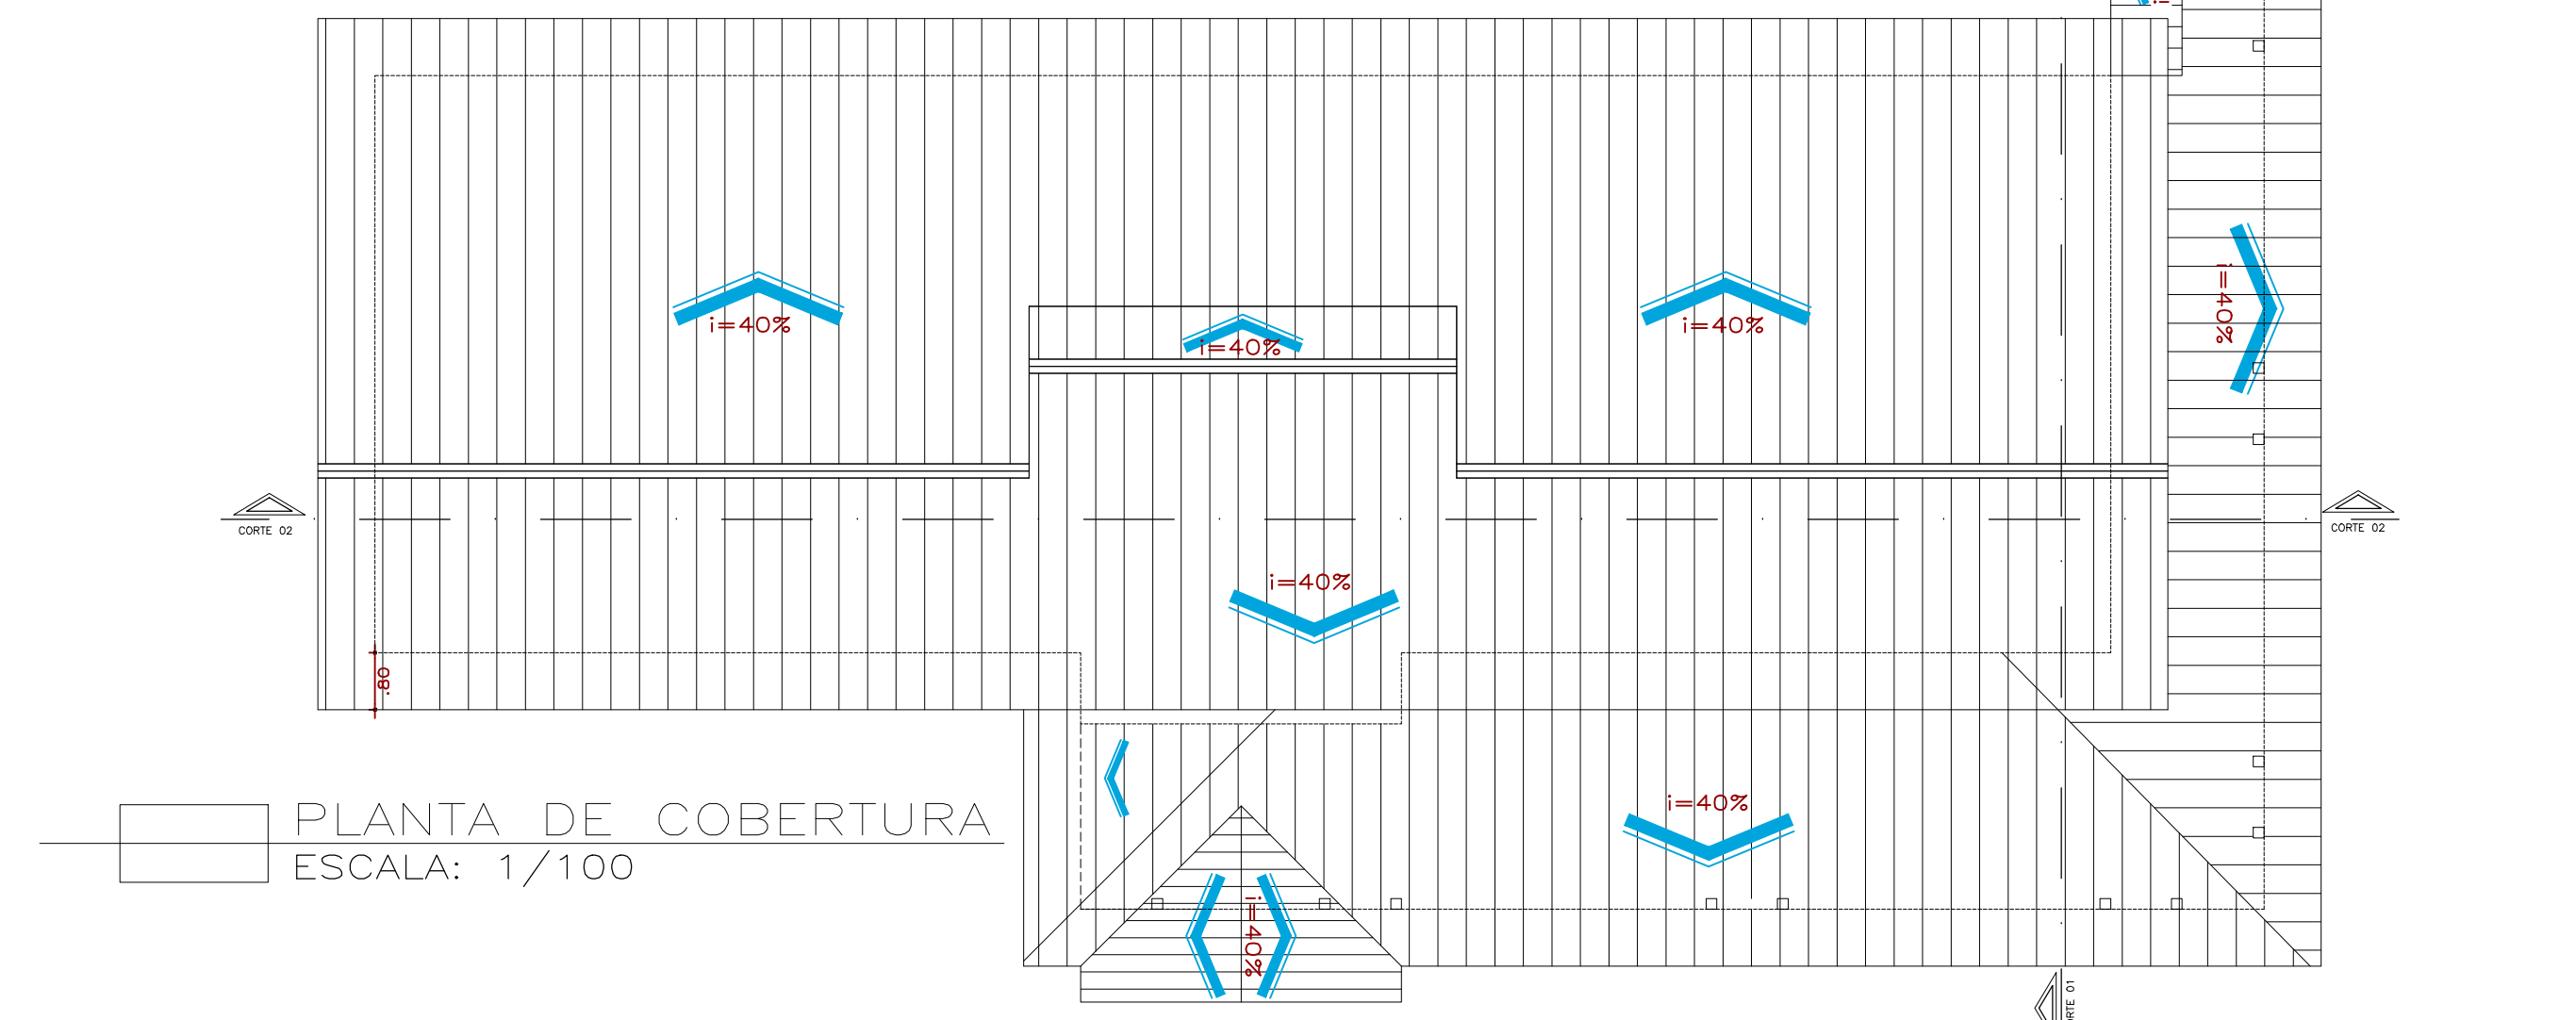 i=
i=40%
i=40%
i=40%
i=40%
CORTE 02
CORTE 02
i=40%
.80
i=40%
PLANTA DE COBERTURA
ESCALA: 1/100
i=40%